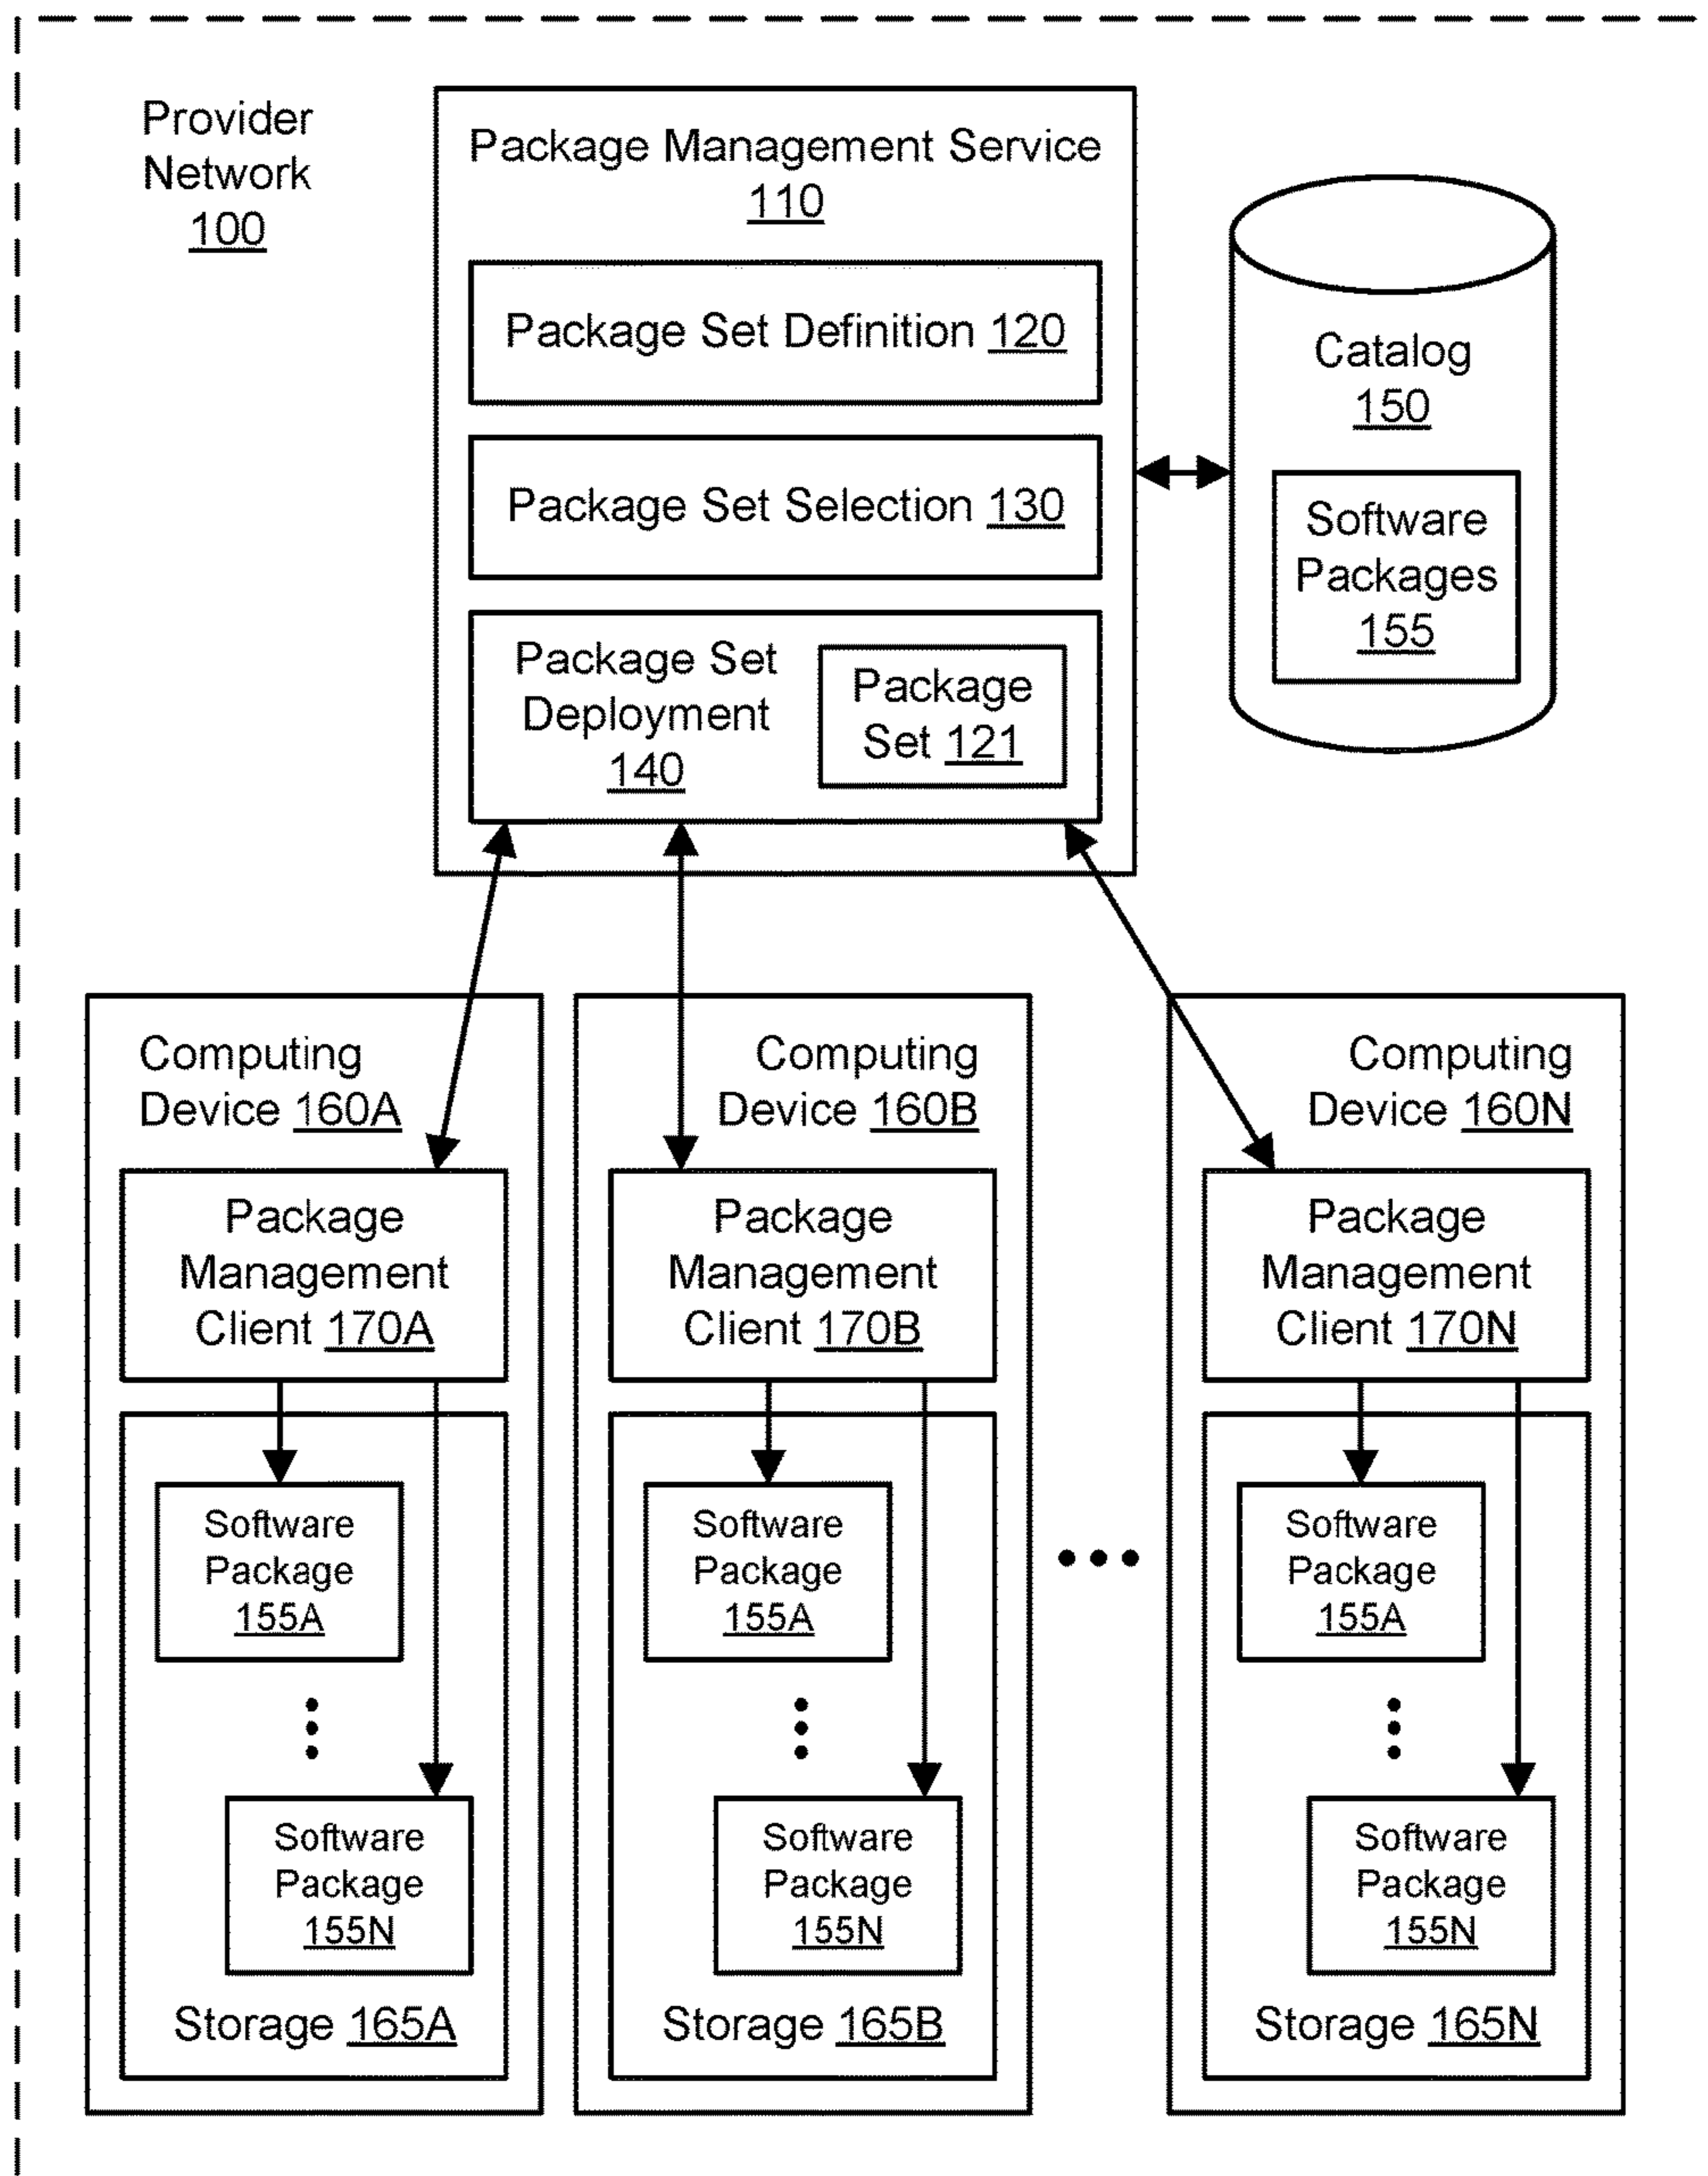 Provider
Network
100
Package Management Service
110
Package Set Definition 120
Package Set Selection 130
Package Set
Deployment
140
Package
Set 121
Catalog
150
Software
Packages
155
Computing
Device 160A
Package
Management
Client 170A
Software
Package
155A
Software
Package
155N
Storage 165A
Computing
Device 160B
Package
Management
Client 170B
Software
Package
155A
Software
Package
155N
Storage 165B
Computing
Device 160N
Package
Management
Client 170N
Software
Package
155A
Software
Package
155N
Storage 165N